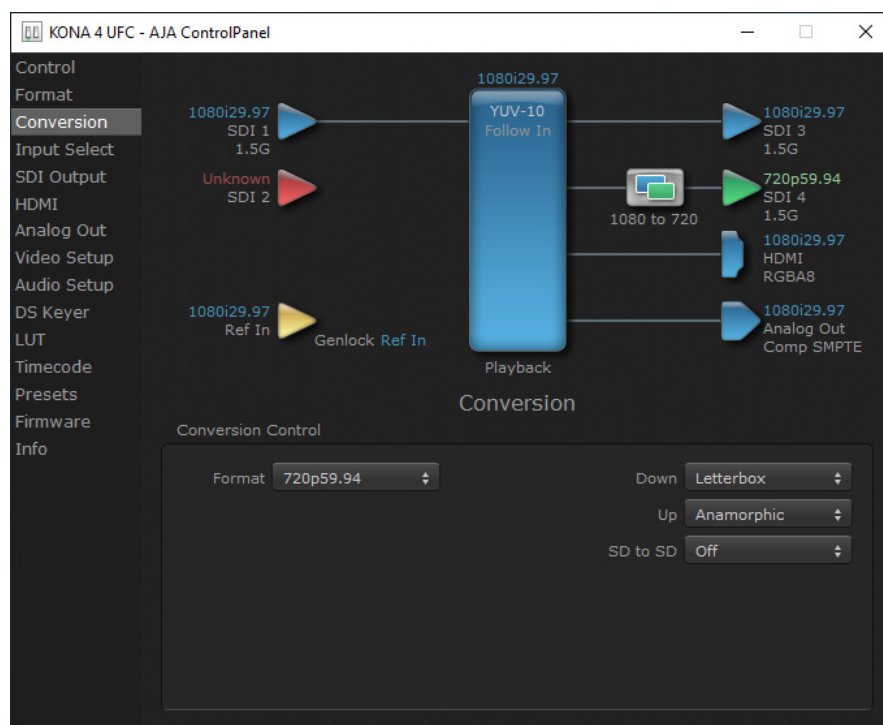 KONA 4 UFC - AJA ControlPanel
Control
Format
Conversion
Input Select
SDI Output
HDMI
Analog Out
Video Setup
Audio Setup
DS Keyer
LUT
Timecode
Presets
Firmware
Info
1080i29.97
SDI 1
1.5G
Unknown
SDI 2
1080i29.97
Ref In
Genlock Ref In
1080i29.97
YUV-10
Follow In
Playback
1080 to 720
1080i29.97
SDI 3
1.5G
720p59.94
SDI 4
1.5G
1080i29.97
HDMI
RGBA8
1080i29.97
Analog Out
Comp SMPTE
Conversion
Conversion Control
Format 720p59.94
Down Letterbox
Up Anamorphic
SD to SD Off